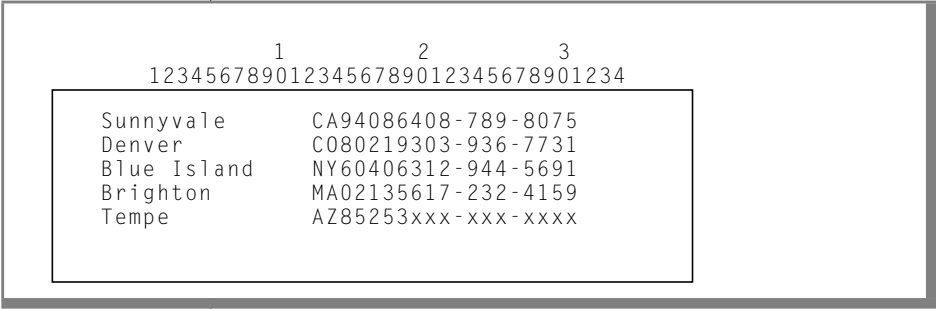 1 2 3
1234567890123456789012345678901234
Sunnyvale CA94086408-789-8075
Denver CO80219303-936-7731
Blue Island NY60406312-944-5691
Brighton MA02135617-232-4159
Tempe AZ85253xxx-xxx-xxxx